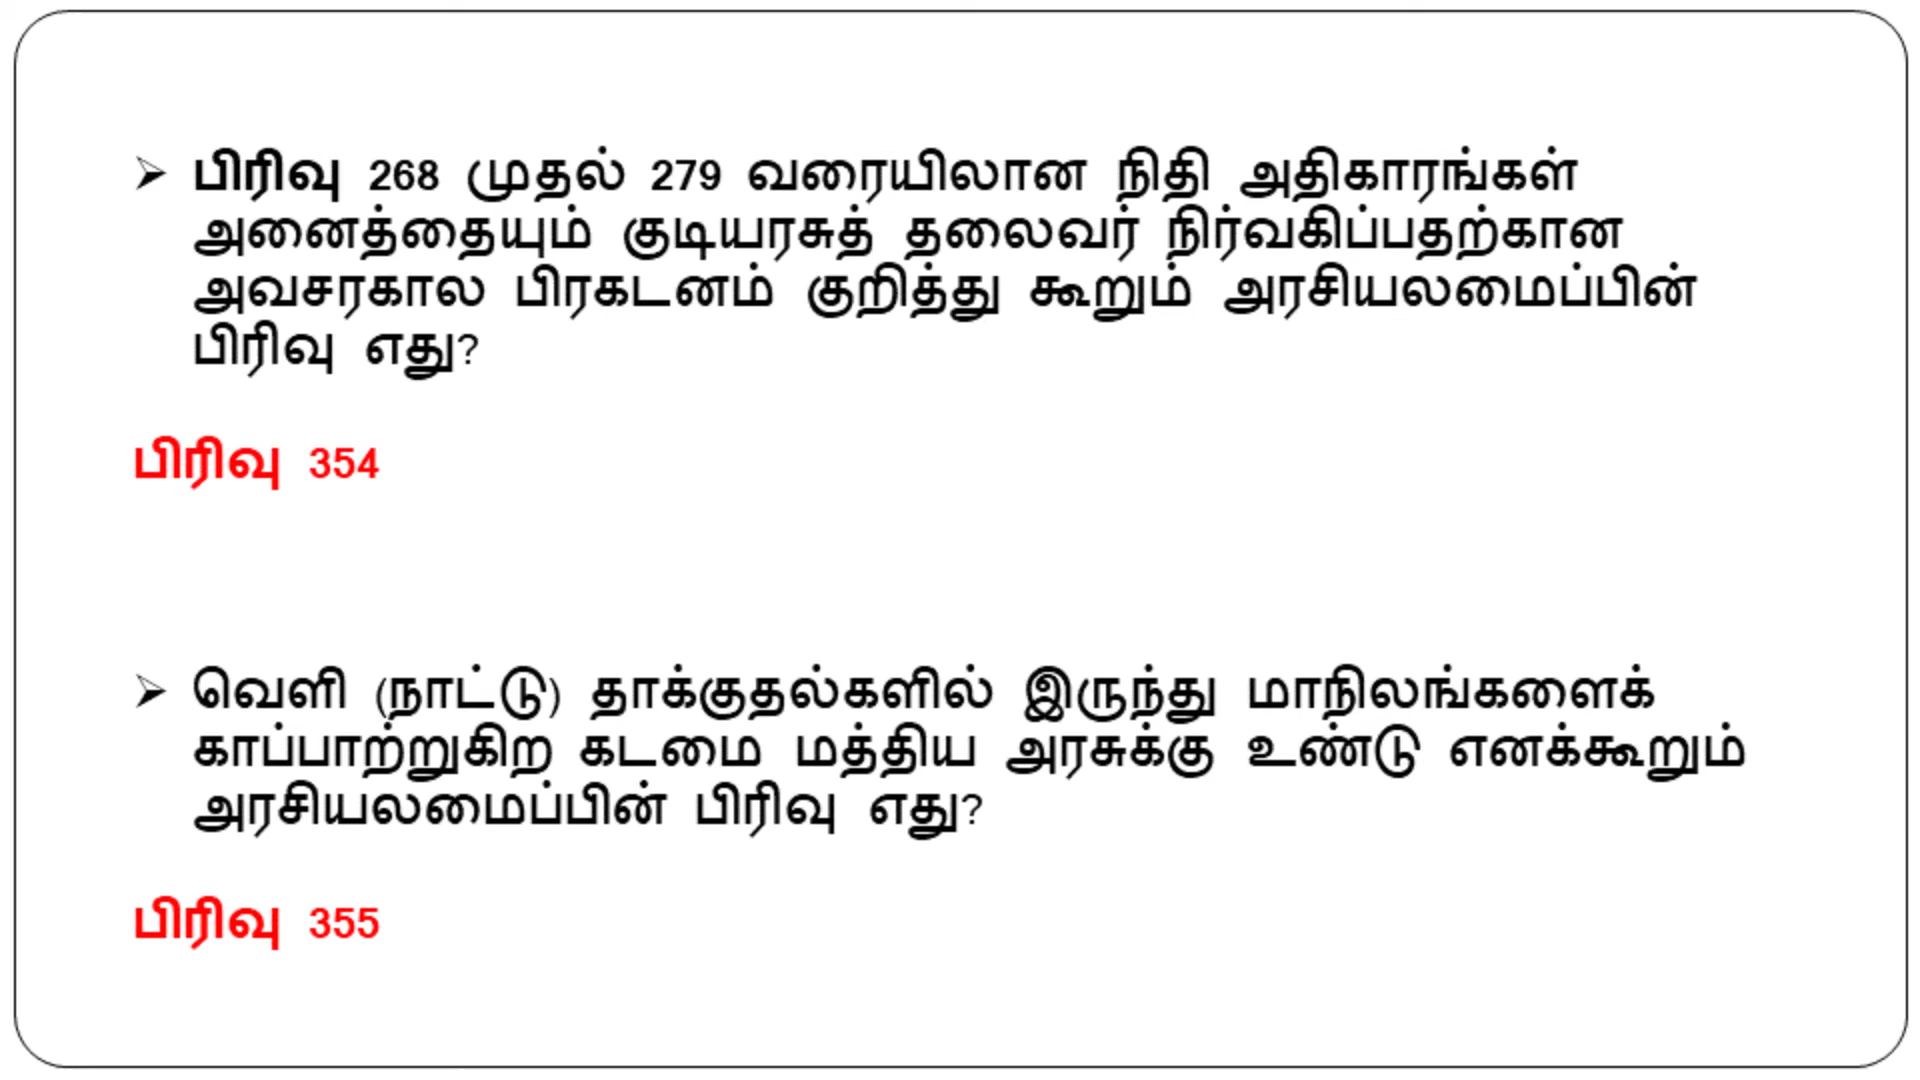 ➢ பிரிவு 268 முதல் 279 வரையிலான நிதி அதிகாரங்கள்
அனைத்தையும் குடியரசுத் தலைவர் நிர்வகிப்பதற்கான
அவசரகால பிரகடனம் குறித்து கூறும் அரசியலமைப்பின்
பிரிவு எது?
பிரிவு 354
➢ வெளி (நாட்டு) தாக்குதல்களில் இருந்து மாநிலங்களைக்
காப்பாற்றுகிற கடமை மத்திய அரசுக்கு உண்டு எனக்கூறும்
அரசியலமைப்பின் பிரிவு எது?
பிரிவு 355